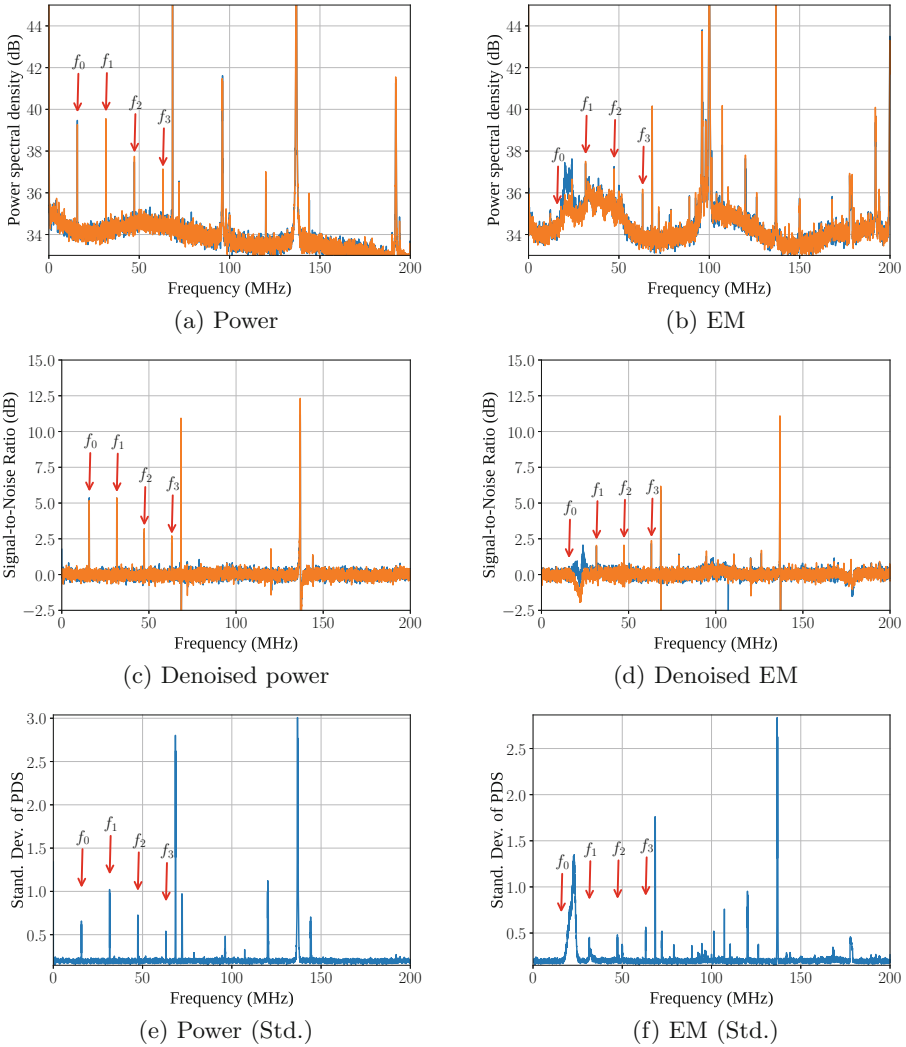 44
42
40
38
36
34
Power spectral density (dB)
f0
f1
f2
f3
0 50 100 150 200
Frequency (MHz)
(a) Power
44
42
40
38
36
34
Power spectral density (dB)
f0
f1
f2
f3
0 50 100 150 200
Frequency (MHz)
(b) EM
15.0
12.5
10.0
7.5
5.0
2.5
0.0
−2.5
Signal-to-Noise Ratio (dB)
f0
f1
f2
f3
0 50 100 150 200
Frequency (MHz)
(c) Denoised power
15.0
12.5
10.0
7.5
5.0
2.5
0.0
−2.5
Signal-to-Noise Ratio (dB)
f0
f1
f2
f3
0 50 100 150 200
Frequency (MHz)
(d) Denoised EM
3.0
2.5
2.0
1.5
1.0
0.5
Stand. Dev. of PDS
f0
f1
f2
f3
0 50 100 150 200
Frequency (MHz)
(e) Power (Std.)
2.5
2.0
1.5
1.0
0.5
Stand. Dev. of PDS
f0
f1
f2
f3
0 50 100 150 200
Frequency (MHz)
(f) EM (Std.)